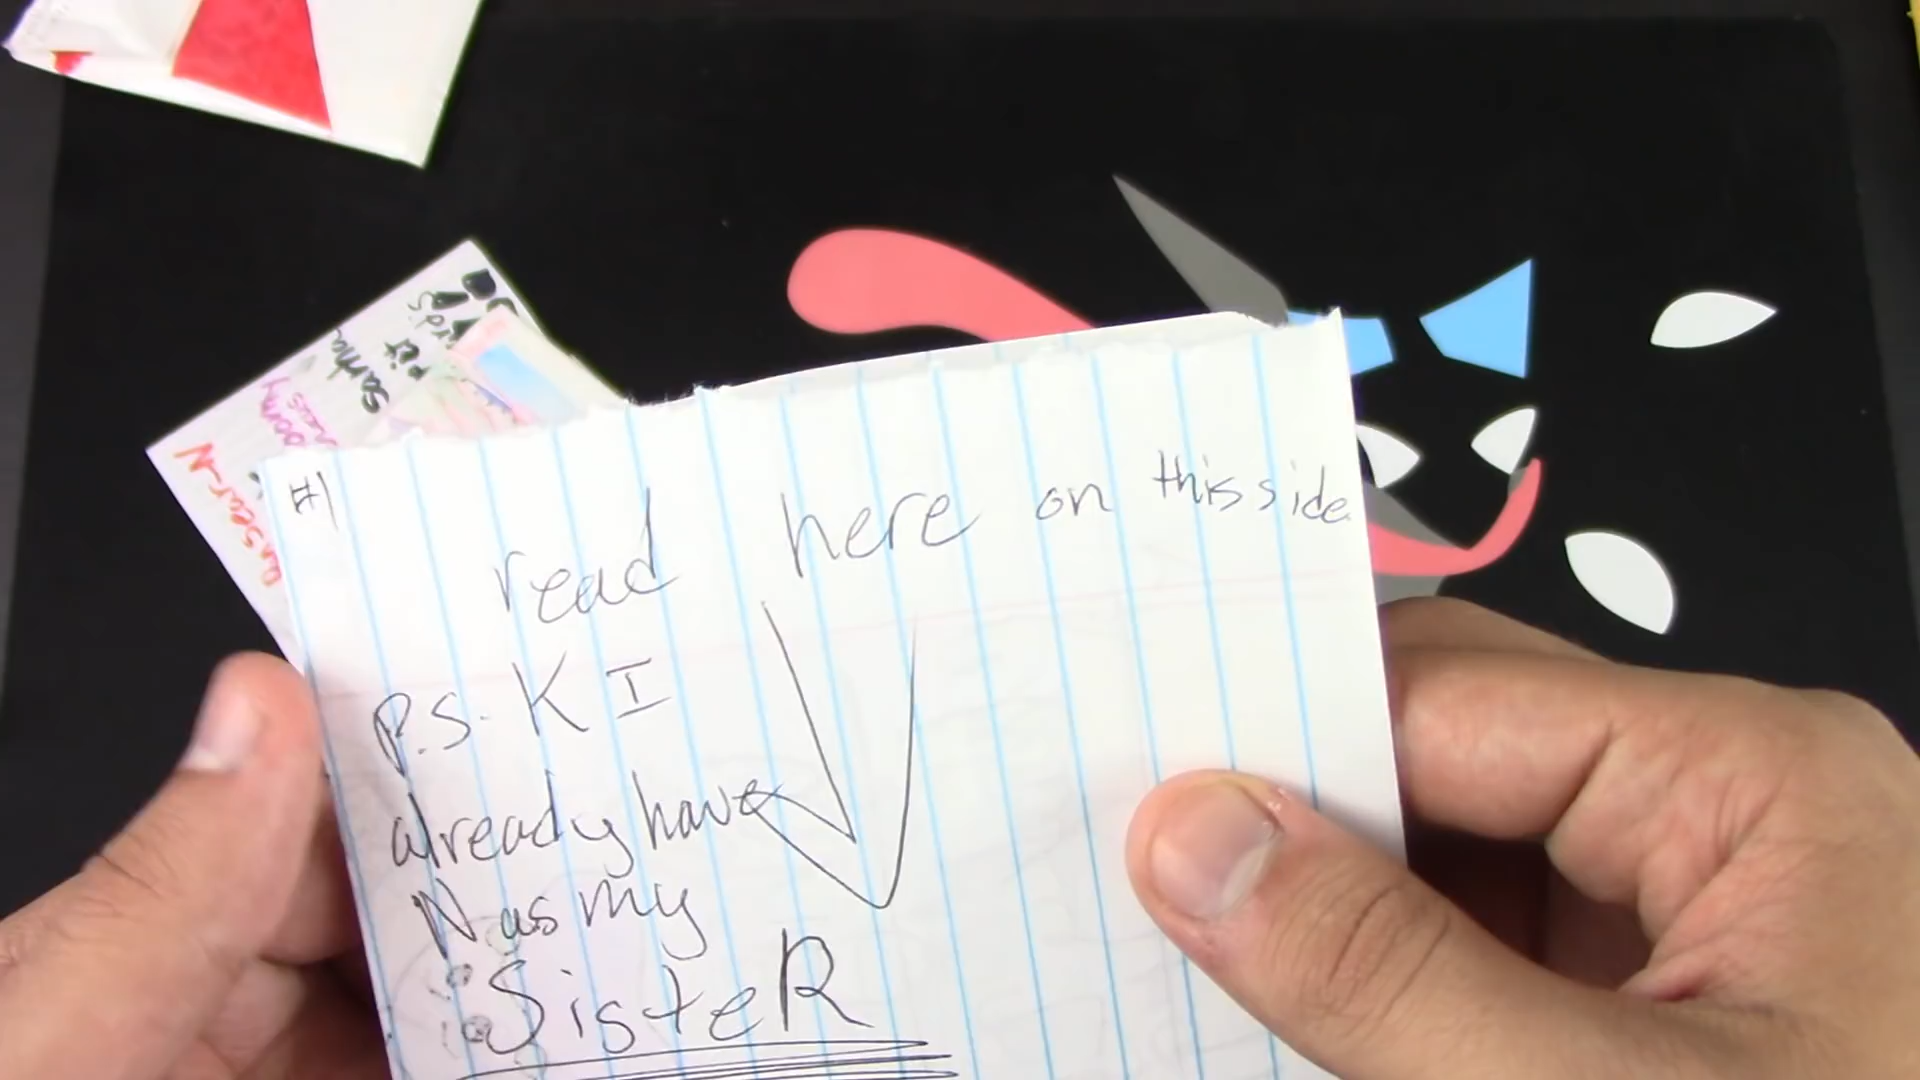 #1
read here on this side
P.S. K I
already have
N as my
SisteR